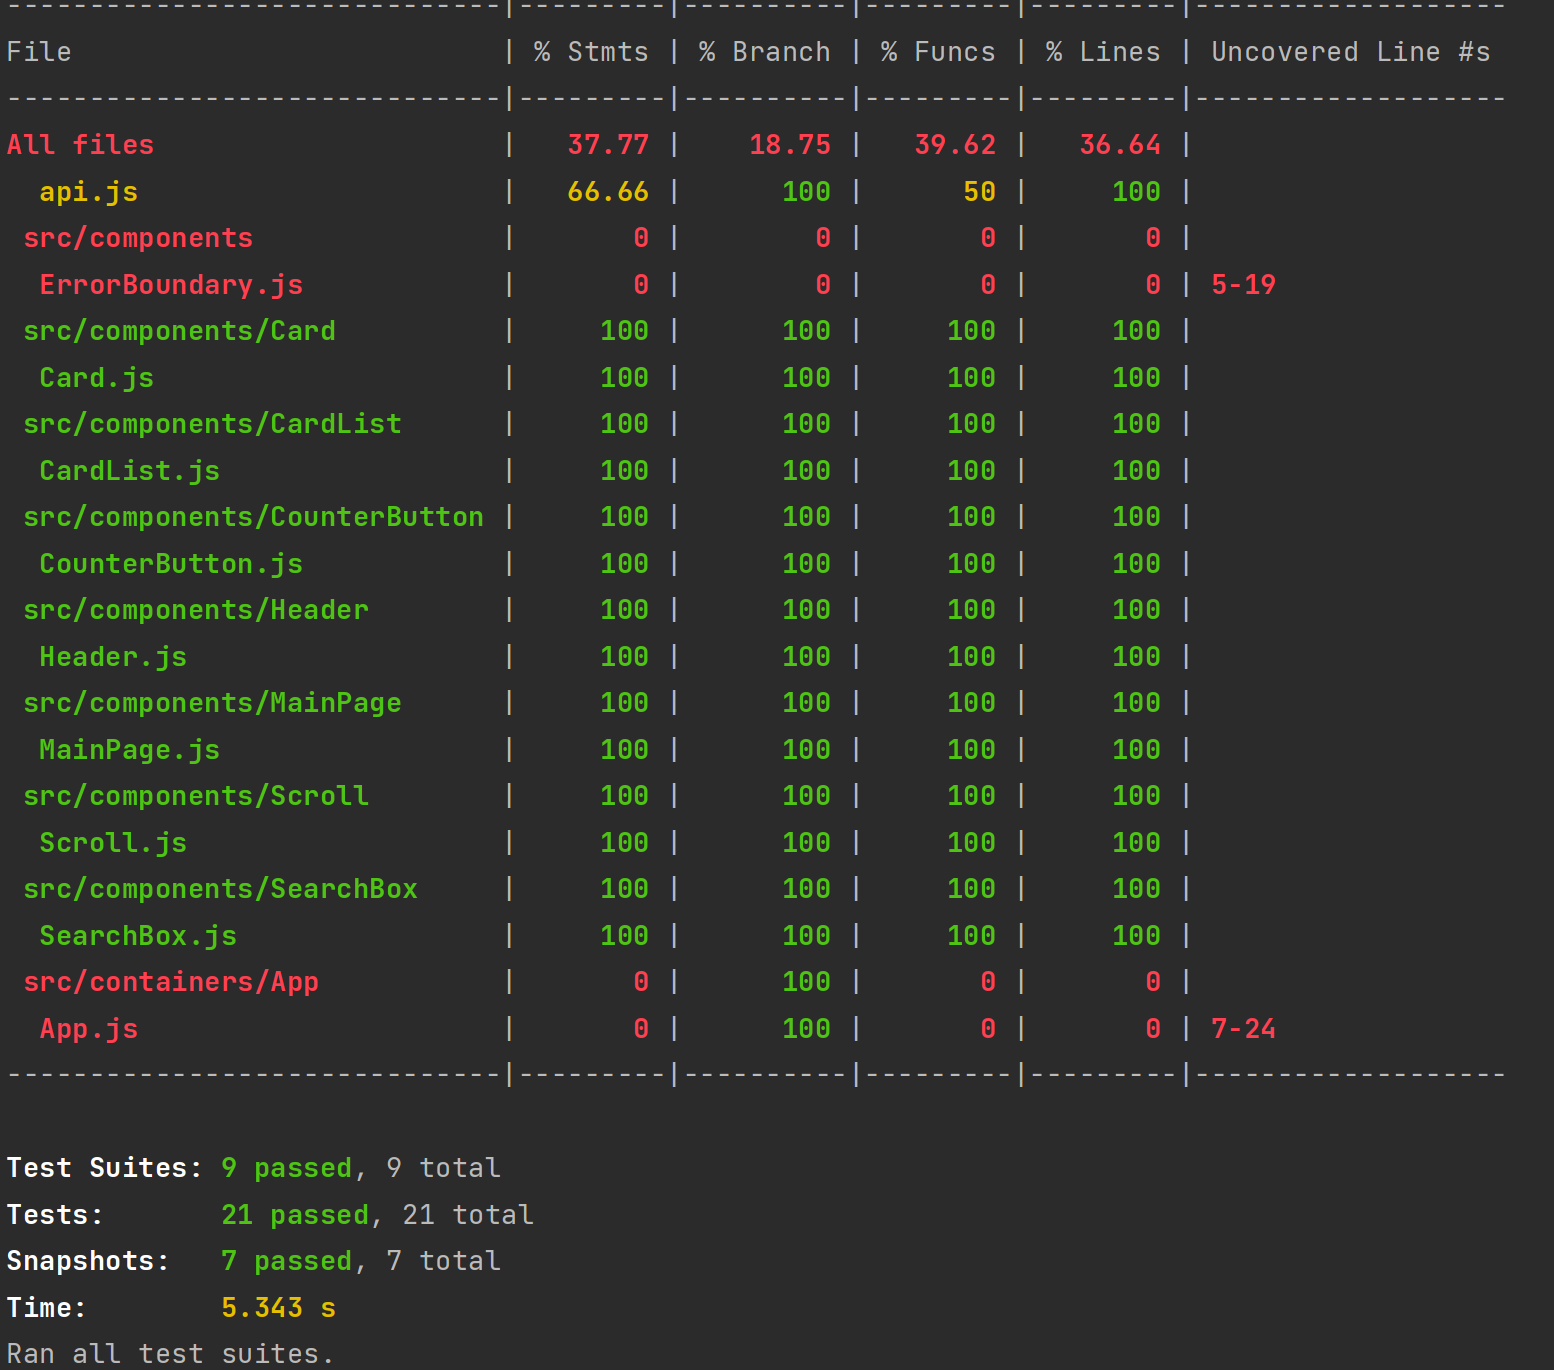 ------------------------------|---------|----------|---------|---------|-------------------
File                          | % Stmts | % Branch | % Funcs | % Lines | Uncovered Line #s
------------------------------|---------|----------|---------|---------|-------------------
All files                     |   37.77 |    18.75 |   39.62 |   36.64 |
  api.js                      |   66.66 |      100 |      50 |     100 |
 src/components               |       0 |        0 |       0 |       0 |
  ErrorBoundary.js            |       0 |        0 |       0 |       0 | 5-19
 src/components/Card          |     100 |      100 |     100 |     100 |
  Card.js                     |     100 |      100 |     100 |     100 |
 src/components/CardList      |     100 |      100 |     100 |     100 |
  CardList.js                 |     100 |      100 |     100 |     100 |
 src/components/CounterButton |     100 |      100 |     100 |     100 |
  CounterButton.js            |     100 |      100 |     100 |     100 |
 src/components/Header        |     100 |      100 |     100 |     100 |
  Header.js                   |     100 |      100 |     100 |     100 |
 src/components/MainPage      |     100 |      100 |     100 |     100 |
  MainPage.js                 |     100 |      100 |     100 |     100 |
 src/components/Scroll        |     100 |      100 |     100 |     100 |
  Scroll.js                   |     100 |      100 |     100 |     100 |
 src/components/SearchBox     |     100 |      100 |     100 |     100 |
  SearchBox.js                |     100 |      100 |     100 |     100 |
 src/containers/App           |       0 |      100 |       0 |       0 |
  App.js                      |       0 |      100 |       0 |       0 | 7-24
------------------------------|---------|----------|---------|---------|-------------------

Test Suites: 9 passed, 9 total
Tests:       21 passed, 21 total
Snapshots:   7 passed, 7 total
Time:        5.343 s
Ran all test suites.